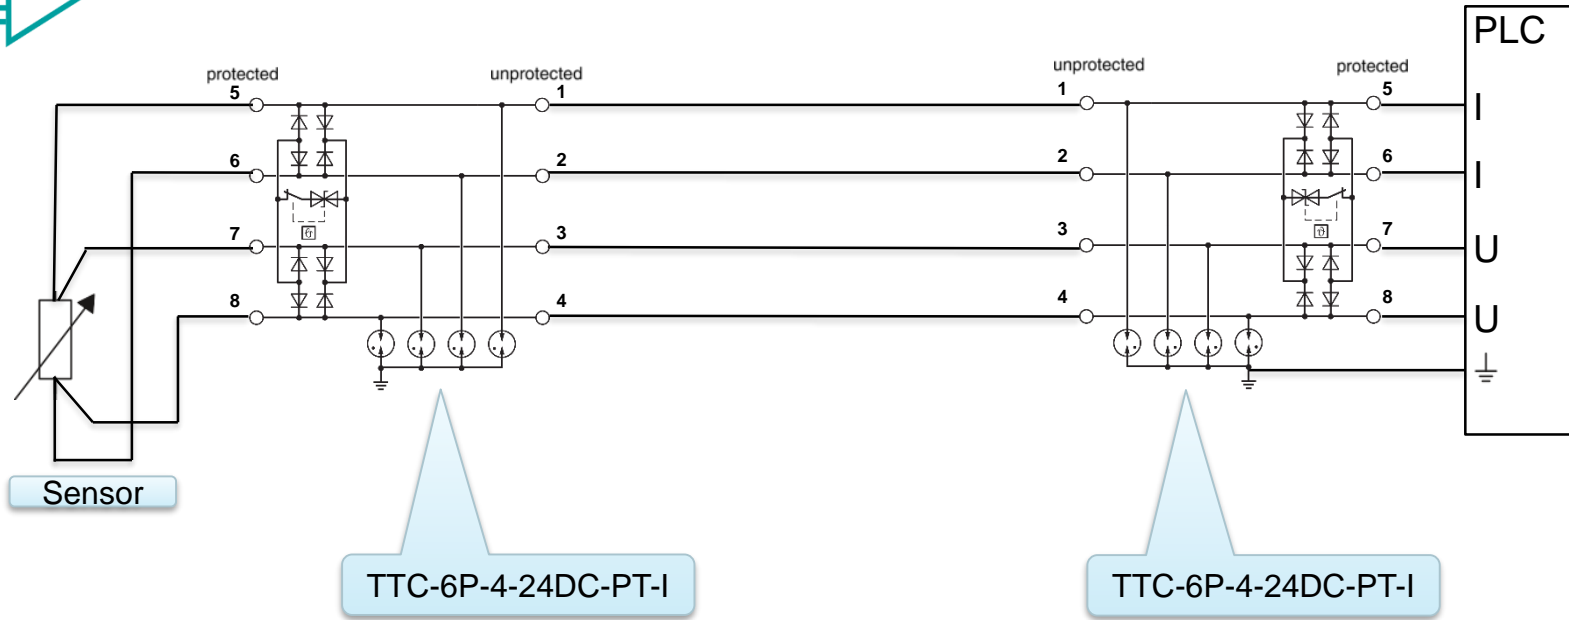 PLC
protected
unprotected
unprotected
protected
5
1
1
5
I
6
2
2
6
I
7
3
3
7
U
8
4
4
8
U
Sensor
TTC-6P-4-24DC-PT-I
TTC-6P-4-24DC-PT-I